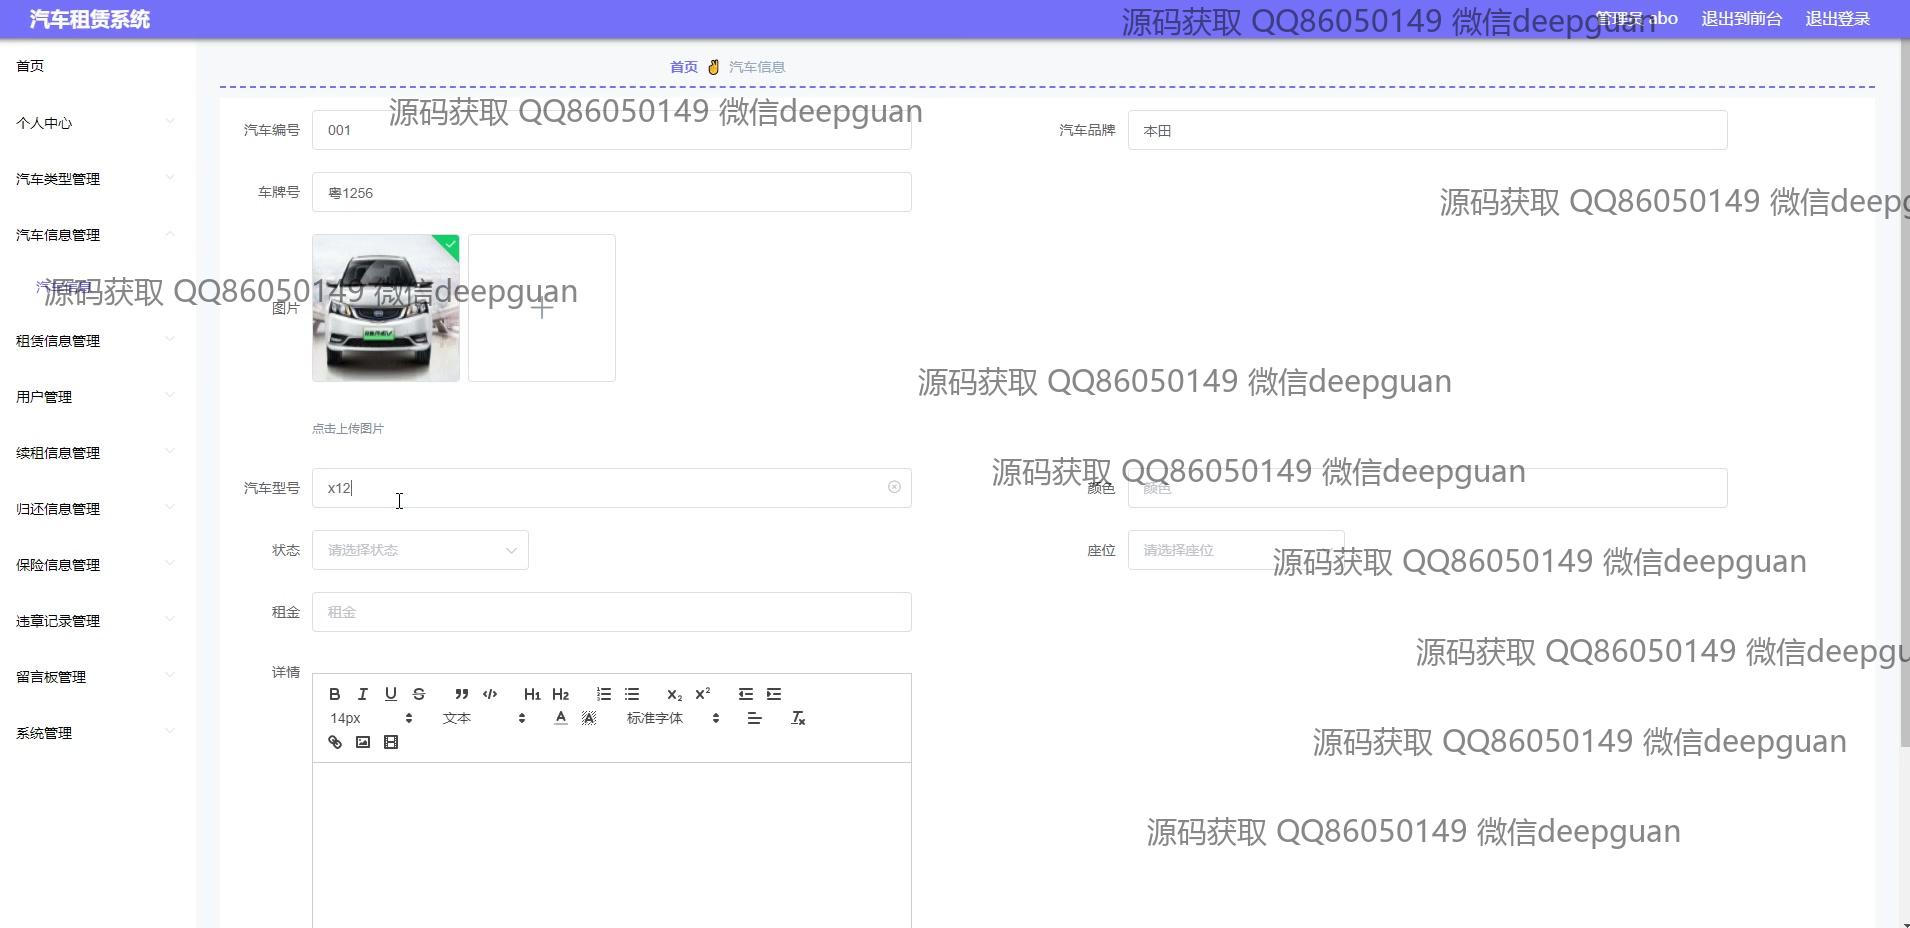 汽车租赁系统
管理员 abo 退出到前台 退出登录
源码获取 QQ86050149 微信deepguan
首页
首页 汽车信息
源码获取 QQ86050149 微信deepguan
个人中心
汽车编号 001
汽车品牌 本田
汽车类型管理
车牌号 粤1256
源码获取 QQ86050149 微信deepg
汽车信息管理
汽车信息
源码获取 QQ86050149 微信deepguan
图片
租赁信息管理
源码获取 QQ86050149 微信deepguan
用户管理
点击上传图片
续租信息管理
源码获取 QQ86050149 微信deepguan
汽车型号 x12
颜色 颜色
归还信息管理
状态 请选择状态
座位 请选择座位
源码获取 QQ86050149 微信deepguan
保险信息管理
租金 租金
违章记录管理
源码获取 QQ86050149 微信deepgu
详情
留言板管理
B I U S H1 H2 X2 X2
14px 文本 A A 标准字体 Tx
系统管理
源码获取 QQ86050149 微信deepguan
源码获取 QQ86050149 微信deepguan